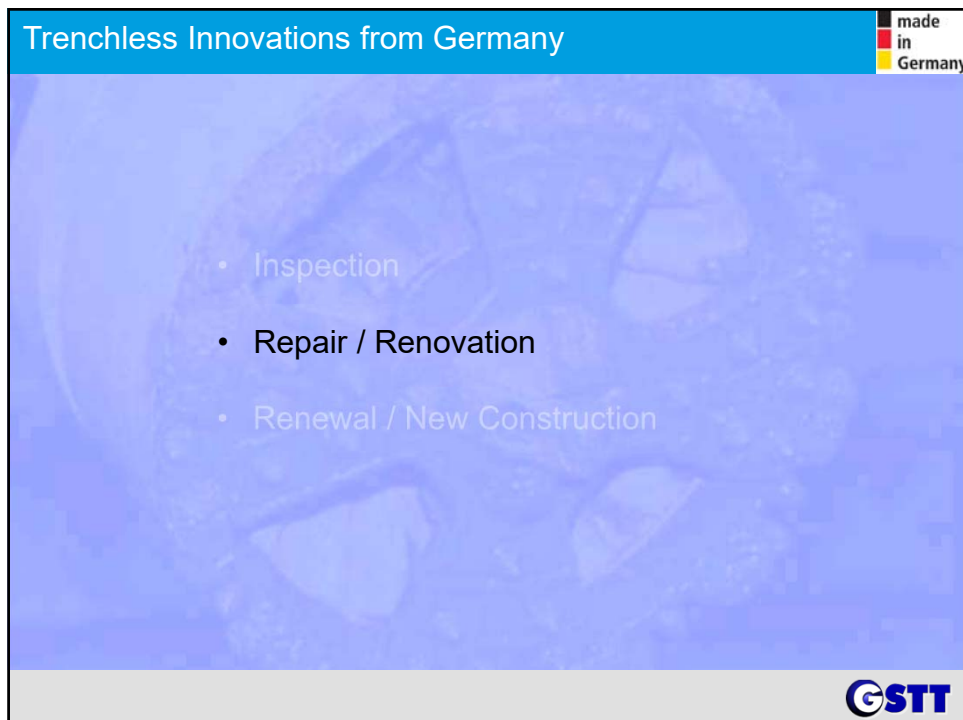 Trenchless Innovations from Germany
made
in
Germany
• Inspection
• Repair / Renovation
• Renewal / New Construction
GSTT